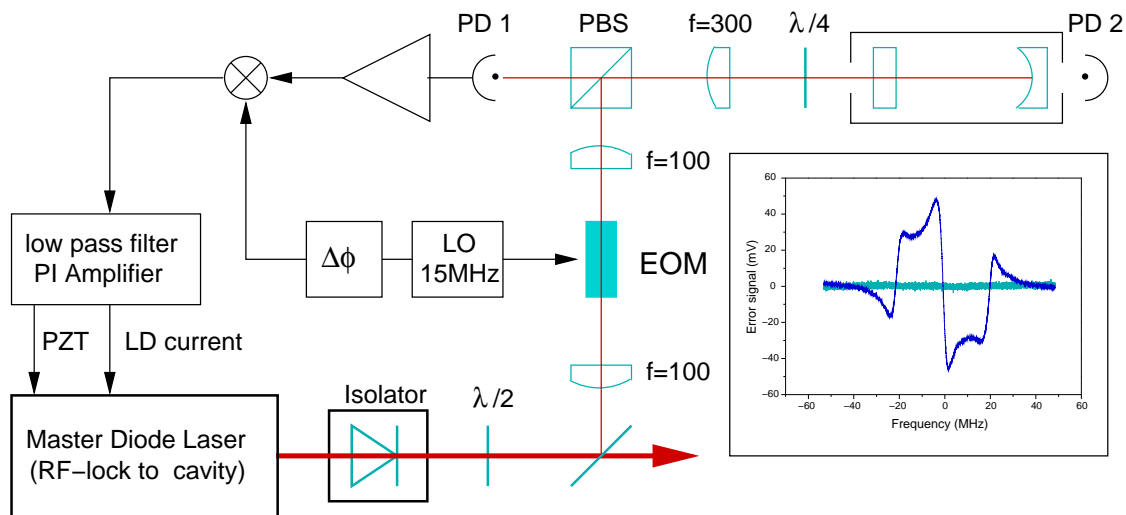 PD 1
PBS
f=300
λ/4
PD 2
f=100
low pass filter
PI Amplifier
Δϕ
LO
15MHz
EOM
PZT
LD current
f=100
Isolator
λ/2
Master Diode Laser
(RF−lock to cavity)
60
40
20
0
−20
−40
−60
Error signal (mV)
−60
−40
−20
0
20
40
60
Frequency (MHz)